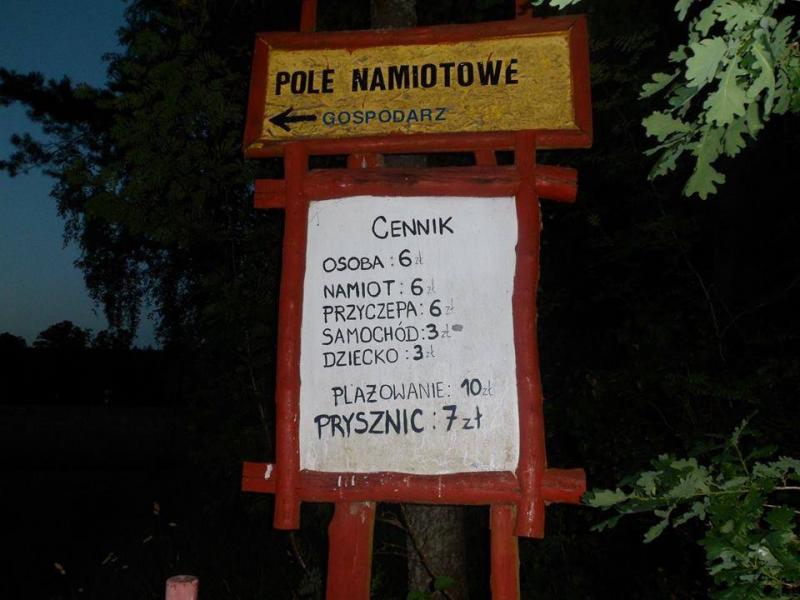 POLE NAMIOTOWE
GOSPODARZ
CENNIK
OSOBA : 6 zł
NAMIOT : 6 zł
PRZYCZEPA : 6 zł
SAMOCHÓD : 3 zł
DZIECKO : 3 zł
PLAŻOWANIE : 10 zł
PRYSZNIC : 7 zł